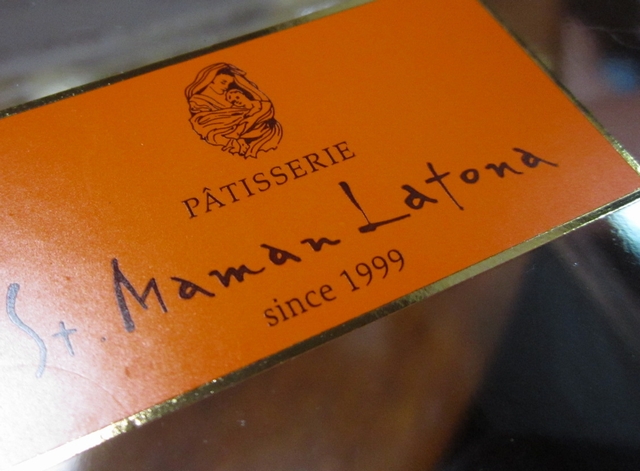 PÂTISSERIE
St. Maman Latona
since 1999